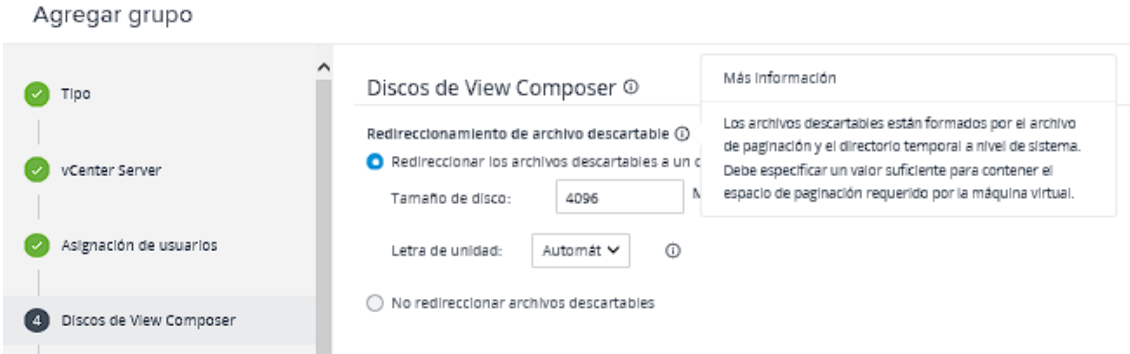 Agregar grupo
Tipo
vCenter Server
Asignación de usuarios
4 Discos de View Composer
Discos de View Composer
Redireccionamiento de archivo descartable
Redireccionar los archivos descartables a un
Tamaño de disco: 4096
Letra de unidad: Automát
No redireccionar archivos descartables
Más información
Los archivos descartables están formados por el archivo
de paginación y el directorio temporal a nivel de sistema.
Debe especificar un valor suficiente para contener el
espacio de paginación requerido por la máquina virtual.